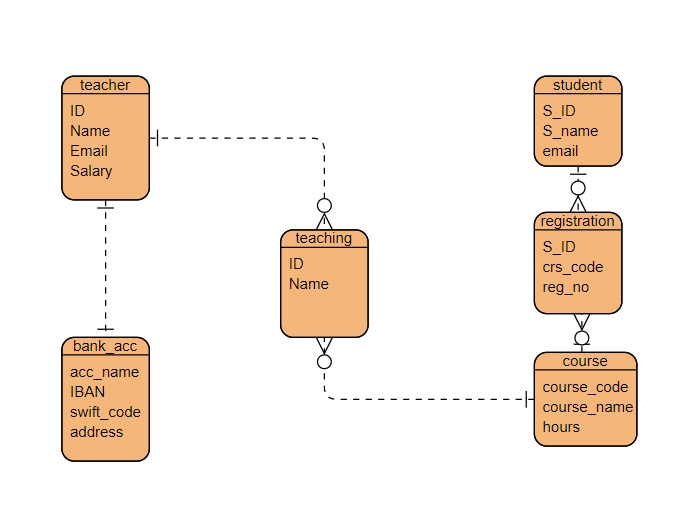 teacher
ID
Name
Email
Salary
student
S_ID
S_name
email
registration
S_ID
crs_code
reg_no
teaching
ID
Name
bank_acc
acc_name
IBAN
swift_code
address
course
course_code
course_name
hours